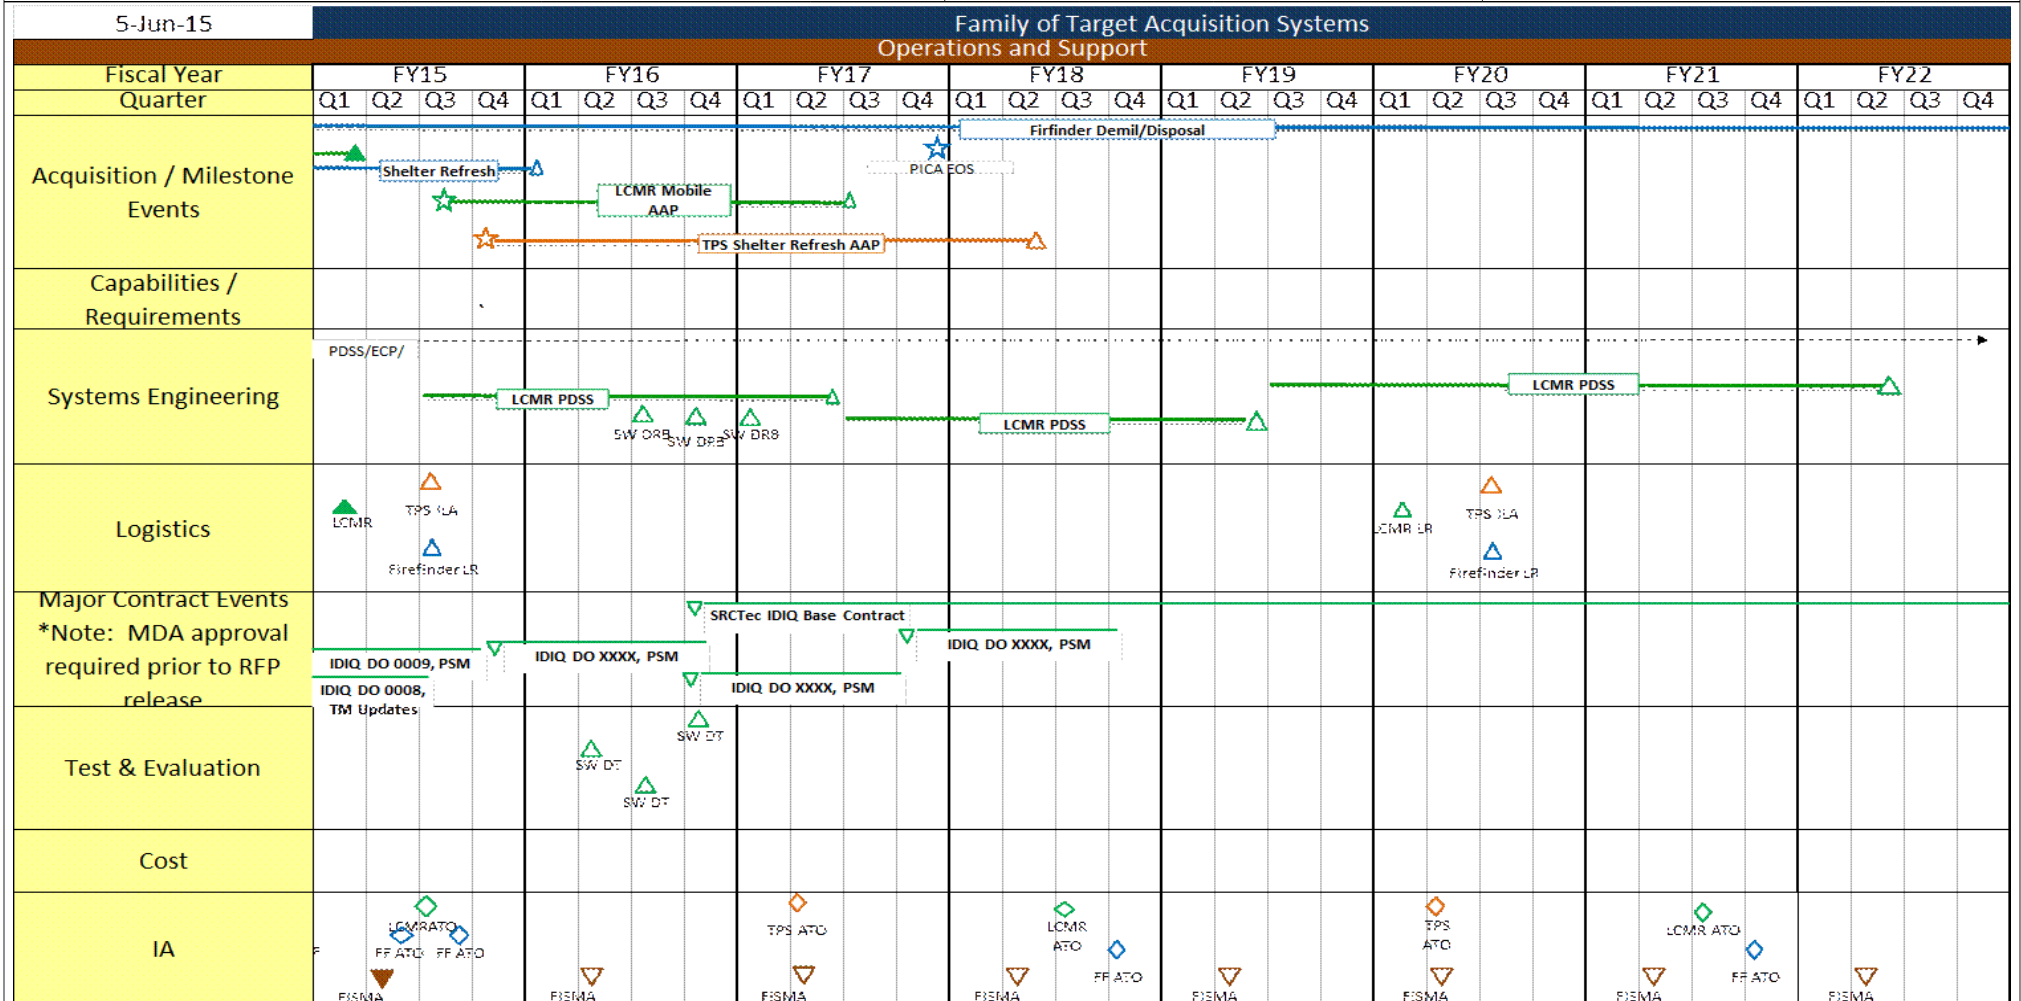 5-Jun-15
Family of Target Acquisition Systems
Operations and Support
Fiscal Year FY15 FY16 FY17 FY18 FY19 FY20 FY21 FY22
Quarter Q1 Q2 Q3 Q4 Q1 Q2 Q3 Q4 Q1 Q2 Q3 Q4 Q1 Q2 Q3 Q4 Q1 Q2 Q3 Q4 Q1 Q2 Q3 Q4 Q1 Q2 Q3 Q4 Q1 Q2 Q3 Q4
Acquisition / Milestone
Events
Firfinder Demil/Disposal
PICA EOS
Shelter Refresh
LCMR Mobile
AAP
TPS Shelter Refresh AAP
Capabilities /
Requirements
Systems Engineering
PDSS/ECP/
LCMR PDSS
LCMR PDSS
SW DRB
SW DRB
SW DRB
LCMR PDSS
Logistics
LCMR
TPS ILA
Firefinder LR
LCMR LR
TPS ILA
Firefinder LR
Major Contract Events
*Note: MDA approval
required prior to RFP
release
SRCTec IDIQ Base Contract
IDIQ DO XXXX, PSM
IDIQ DO XXXX, PSM
IDIQ DO 0009, PSM
IDIQ DO XXXX, PSM
IDIQ DO 0008,
TM Updates
Test & Evaluation
SW DT
SW DT
SW DT
Cost
IA
LCMR ATO
FF ATO FF ATO
TPS ATO
LCMR
ATO
FF ATO
TPS
ATO
LCMR ATO
FF ATO
FISMA FISMA FISMA FISMA FISMA FISMA FISMA FISMA